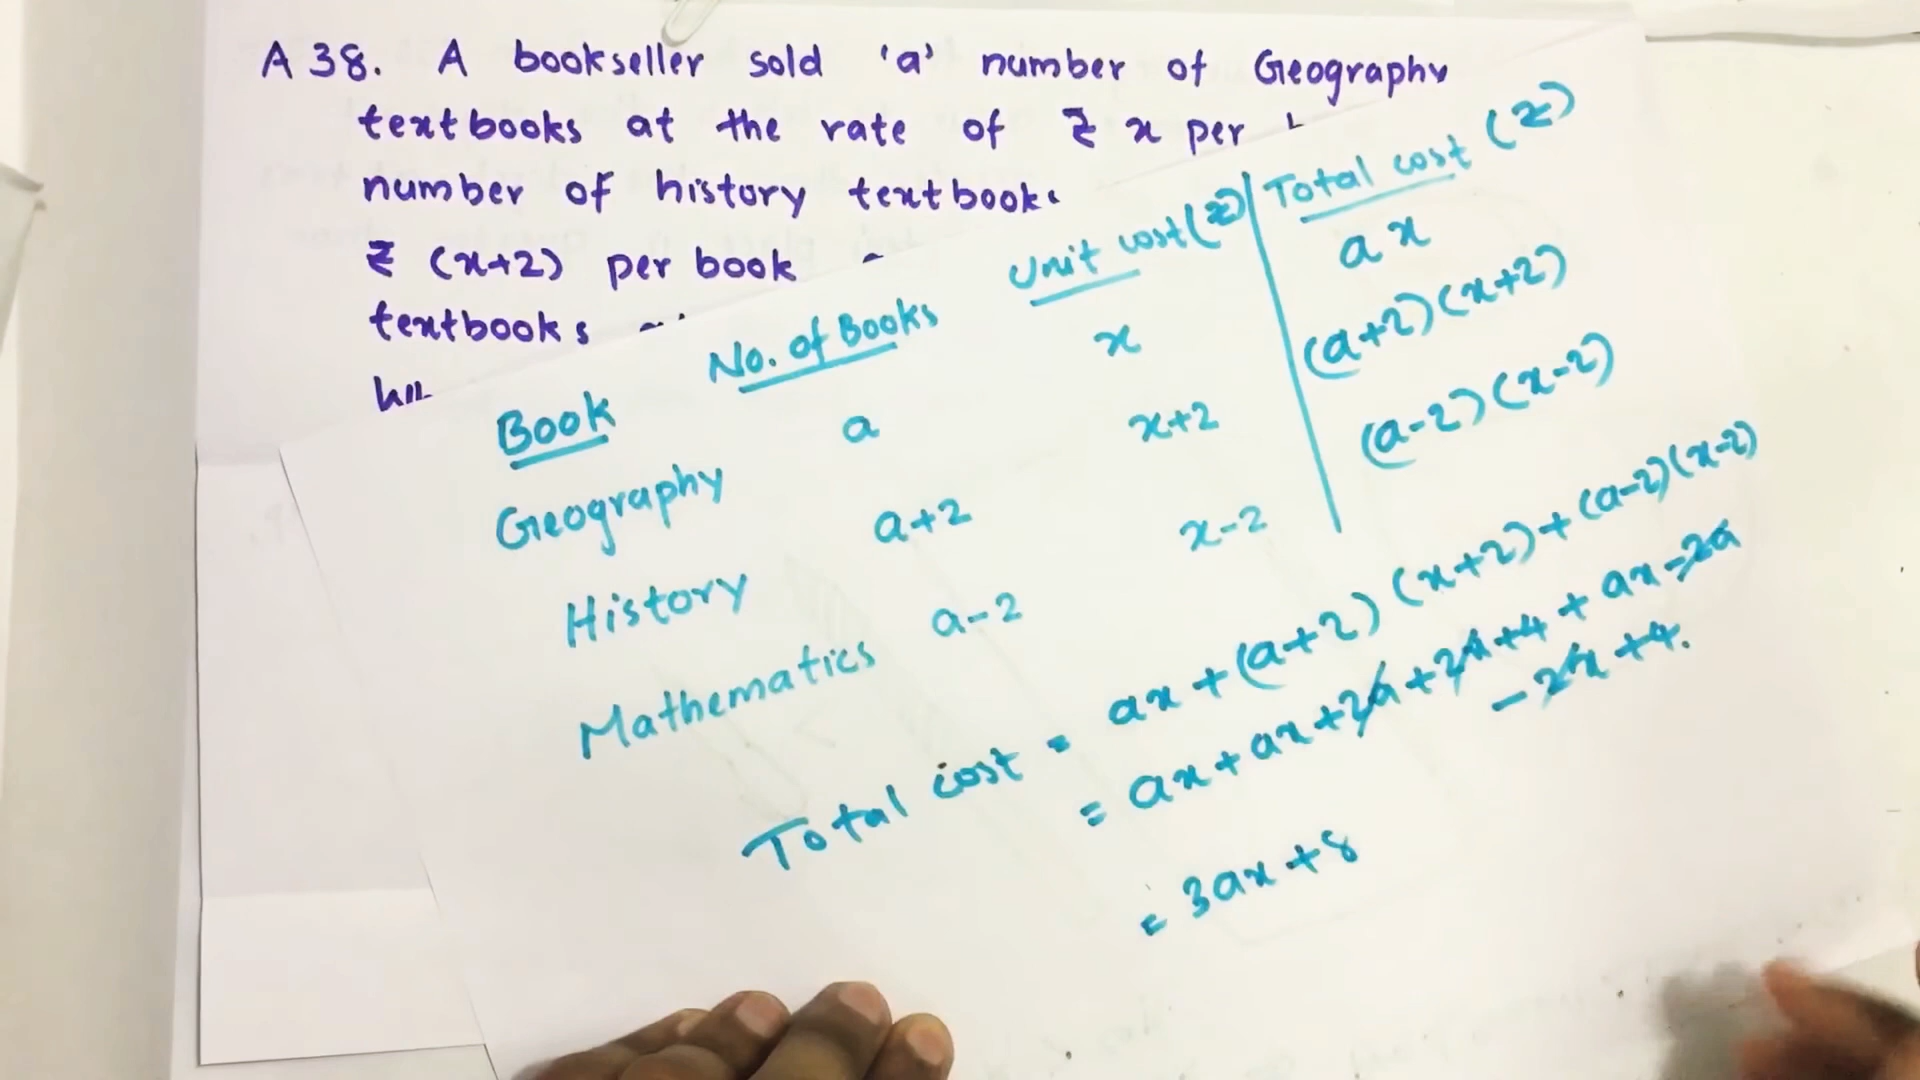 A 38. A bookseller sold 'a' number of Geography
textbooks at the rate of ₹ x per
number of history textbook
₹ (x+2) per book
textbooks
Book No. of Books Unit cost(₹) Total cost (₹)
Geography a x ax
History a+2 x+2 (a+2)(x+2)
Mathematics a-2 x-2 (a-2)(x-2)
Total cost = ax + (a+2) (x+2) + (a-2)(x-2)
= ax + ax + 2a + 2x + 4 + ax - 2a
- 2x + 4.
= 3ax + 8